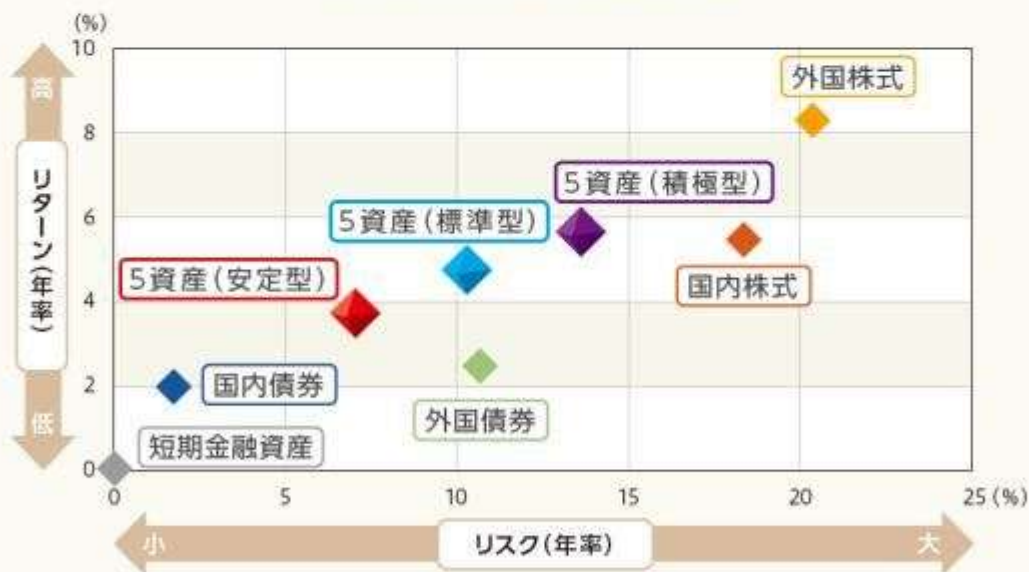 (%)
10
8
6
4
2
0
高
リターン(年率)
低
外国株式
5資産(積極型)
5資産(標準型)
国内株式
5資産(安定型)
国内債券
外国債券
短期金融資産
0 5 10 15 20 25 (%)
小 リスク(年率) 大